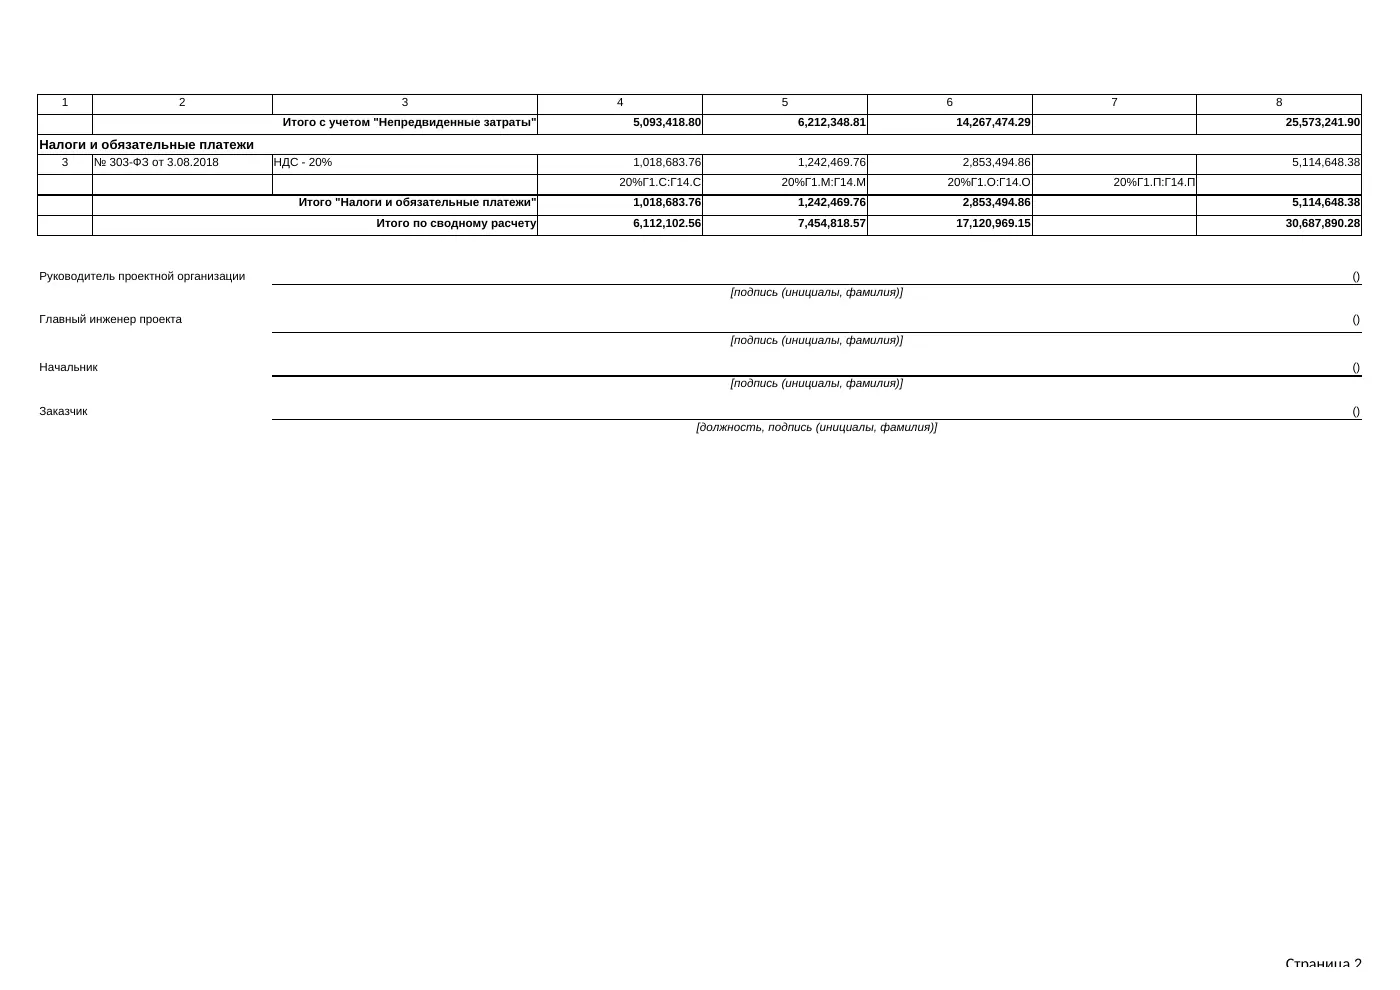 1 2 3 4 5 6 7 8
Итого с учетом "Непредвиденные затраты" 5,093,418.80 6,212,348.81 14,267,474.29 25,573,241.90
Налоги и обязательные платежи
3 № 303-ФЗ от 3.08.2018 НДС - 20% 1,018,683.76 1,242,469.76 2,853,494.86 5,114,648.38
20%Г1.С:Г14.С 20%Г1.М:Г14.М 20%Г1.О:Г14.О 20%Г1.П:Г14.П
Итого "Налоги и обязательные платежи" 1,018,683.76 1,242,469.76 2,853,494.86 5,114,648.38
Итого по сводному расчету 6,112,102.56 7,454,818.57 17,120,969.15 30,687,890.28
Руководитель проектной организации ()
[подпись (инициалы, фамилия)]
Главный инженер проекта ()
[подпись (инициалы, фамилия)]
Начальник ()
[подпись (инициалы, фамилия)]
Заказчик ()
[должность, подпись (инициалы, фамилия)]
Страница 2